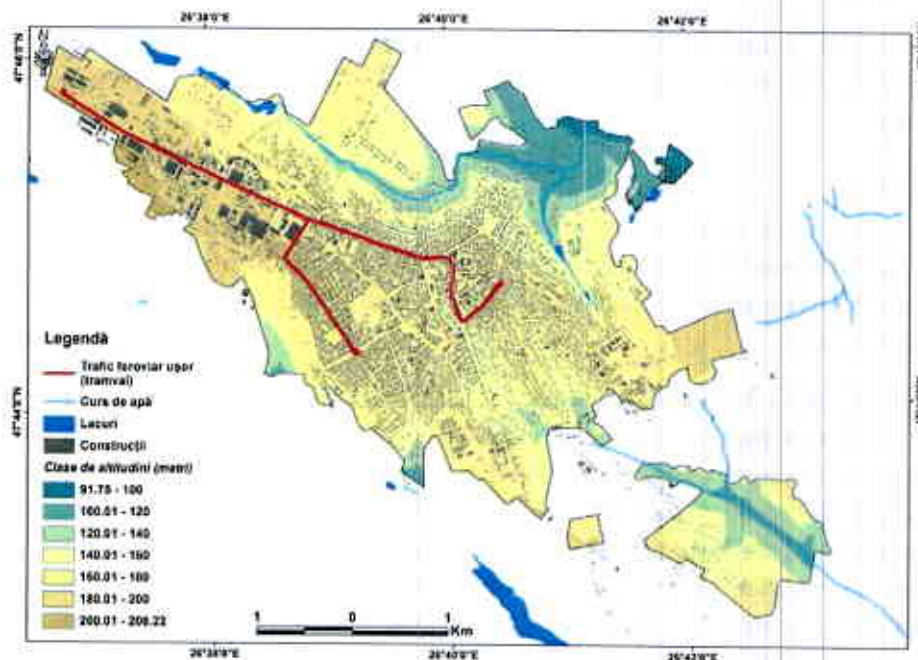 26°38'0"E 26°40'0"E 26°42'0"E
47°46'0"N
47°44'0"N
Legendă
Trafic feroviar ușor
(tramvai)
Curs de apă
Lacuri
Construcții
Clase de altitudini (metri)
91.75 - 100
100.01 - 120
120.01 - 140
140.01 - 160
160.01 - 180
180.01 - 200
200.01 - 208.23
1 0 1
Km
26°38'0"E 26°40'0"E 26°42'0"E